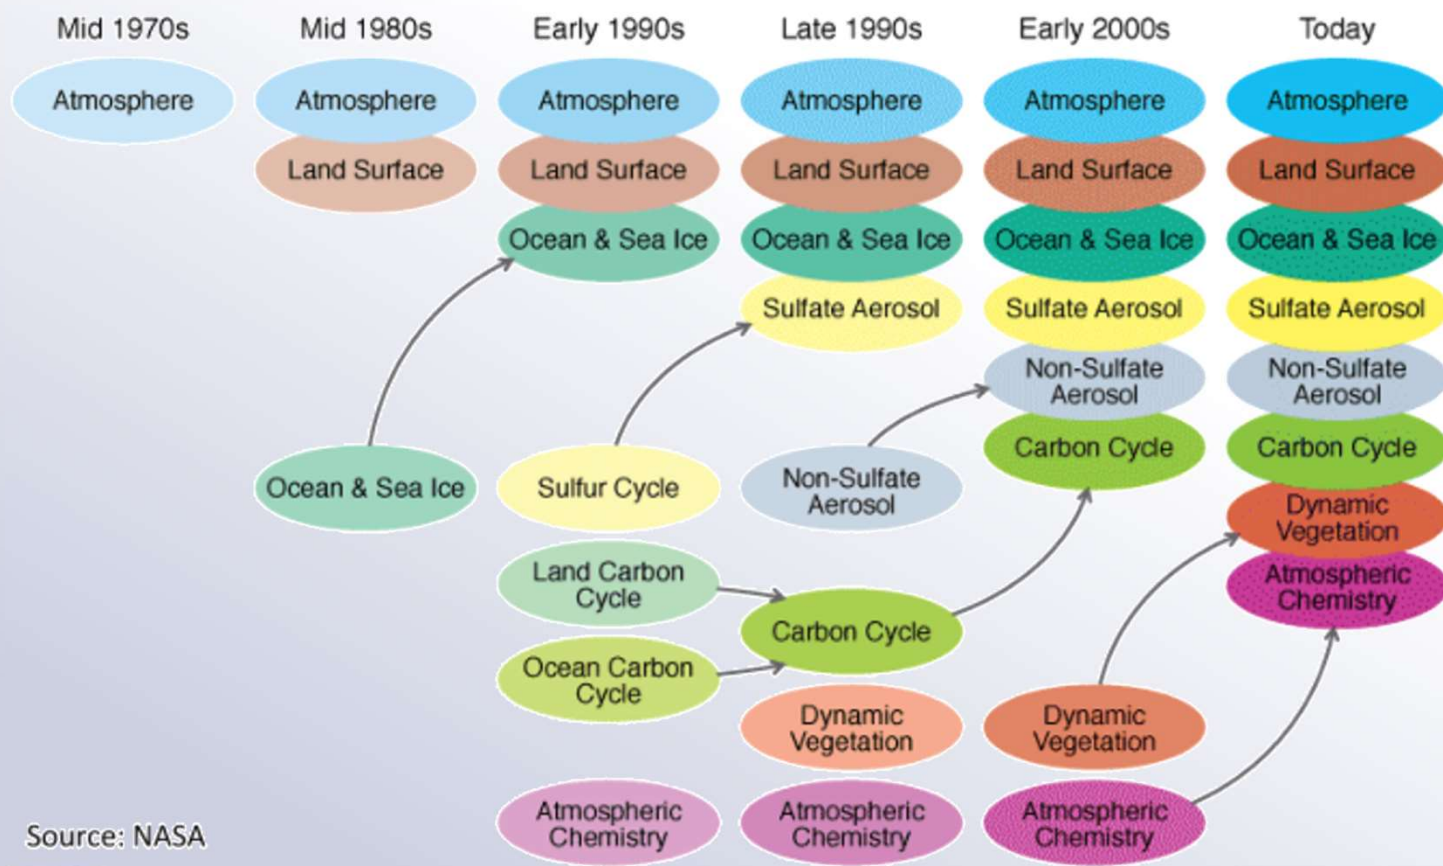 Mid 1970s
Mid 1980s
Early 1990s
Late 1990s
Early 2000s
Today
Atmosphere
Atmosphere
Atmosphere
Atmosphere
Atmosphere
Atmosphere
Land Surface
Land Surface
Land Surface
Land Surface
Land Surface
Ocean & Sea Ice
Ocean & Sea Ice
Ocean & Sea Ice
Ocean & Sea Ice
Sulfate Aerosol
Sulfate Aerosol
Sulfate Aerosol
Non-Sulfate
Aerosol
Non-Sulfate
Aerosol
Carbon Cycle
Carbon Cycle
Ocean & Sea Ice
Sulfur Cycle
Non-Sulfate
Aerosol
Dynamic
Vegetation
Land Carbon
Cycle
Atmospheric
Chemistry
Carbon Cycle
Ocean Carbon
Cycle
Dynamic
Vegetation
Dynamic
Vegetation
Atmospheric
Chemistry
Atmospheric
Chemistry
Atmospheric
Chemistry
Source: NASA